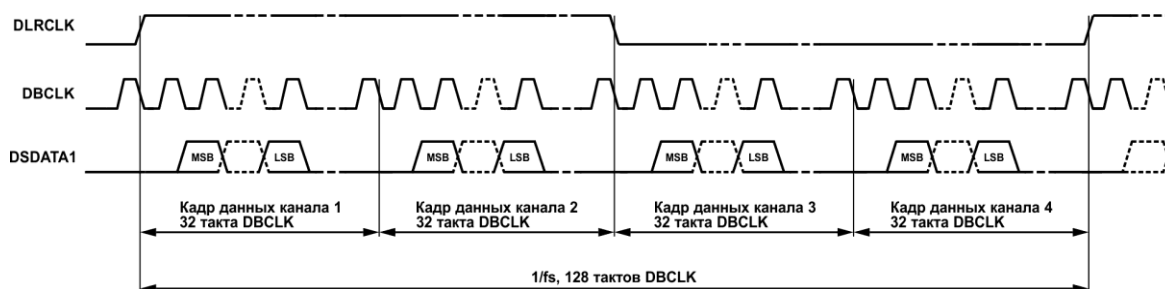 DLRCLK
DBCLK
DSDATA1
MSB LSB MSB LSB MSB LSB MSB LSB
Кадр данных канала 1
32 такта DBCLK
Кадр данных канала 2
32 такта DBCLK
Кадр данных канала 3
32 такта DBCLK
Кадр данных канала 4
32 такта DBCLK
1/fs, 128 тактов DBCLK